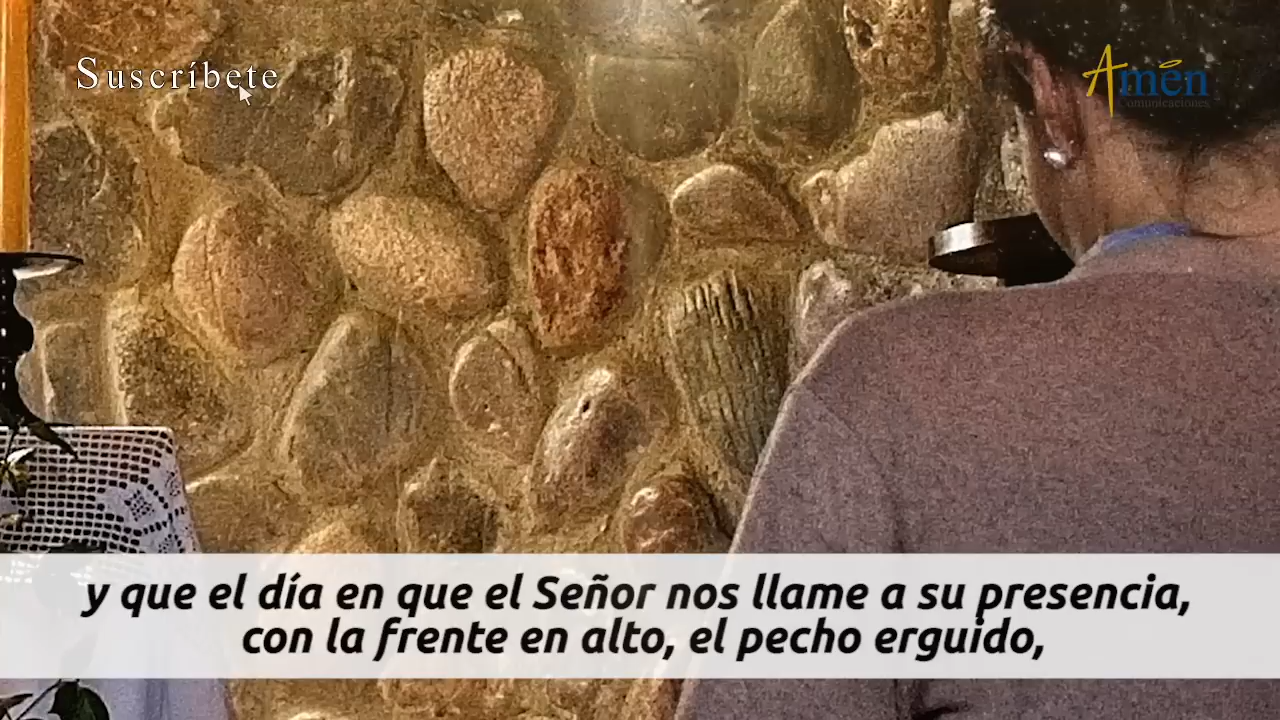 Suscríbete
Amén
Comunicaciones
y que el día en que el Señor nos llame a su presencia,
con la frente en alto, el pecho erguido,